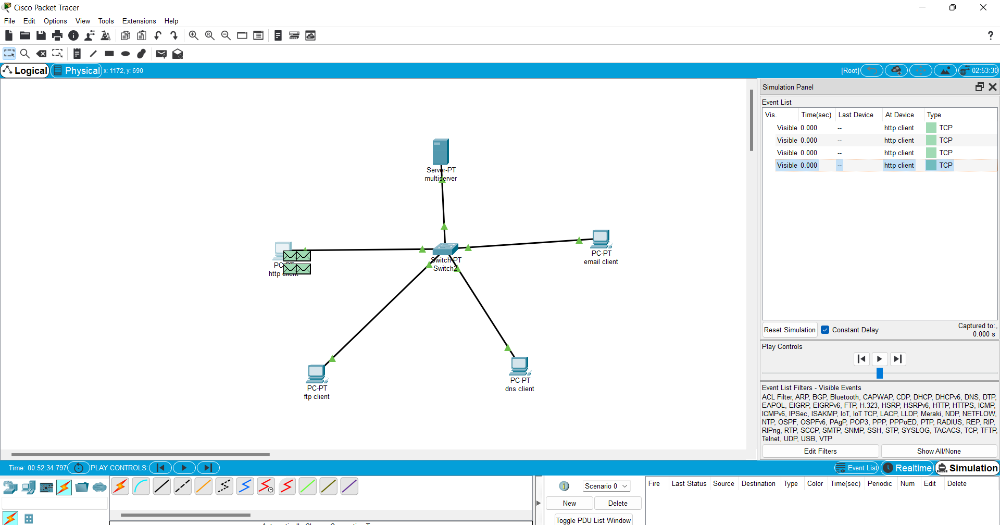 Cisco Packet Tracer
File Edit Options View Tools Extensions Help
Logical Physical x: 1172, y: 690 [Root] 02:53:30
Simulation Panel
Event List
Vis. Time(sec) Last Device At Device Type
Visible 0.000 -- http client TCP
Visible 0.000 -- http client TCP
Visible 0.000 -- http client TCP
Visible 0.000 -- http client TCP
Server-PT
multiserver
PC-PT
http client
Switch-PT
Switch2
PC-PT
email client
PC-PT
ftp client
PC-PT
dns client
Reset Simulation Constant Delay Captured to:
0.000 s
Play Controls
Event List Filters - Visible Events
ACL Filter, ARP, BGP, Bluetooth, CAPWAP, CDP, DHCP, DHCPv6, DNS, DTP,
EAPOL, EIGRP, EIGRPv6, FTP, H.323, HSRP, HSRPv6, HTTP, HTTPS, ICMP,
ICMPv6, IPSec, ISAKMP, IoT, IoT TCP, LACP, LLDP, Meraki, NDP, NETFLOW,
NTP, OSPF, OSPFv6, PAgP, POP3, PPP, PPPoED, PTP, RADIUS, REP, RIP,
RIPng, RTP, SCCP, SMTP, SNMP, SSH, STP, SYSLOG, TACACS, TCP, TFTP,
Telnet, UDP, USB, VTP
Edit Filters Show All/None
Time: 00:52:34.797 PLAY CONTROLS: Event List Realtime Simulation
Scenario 0
New Delete
Toggle PDU List Window
Fire Last Status Source Destination Type Color Time(sec) Periodic Num Edit Delete